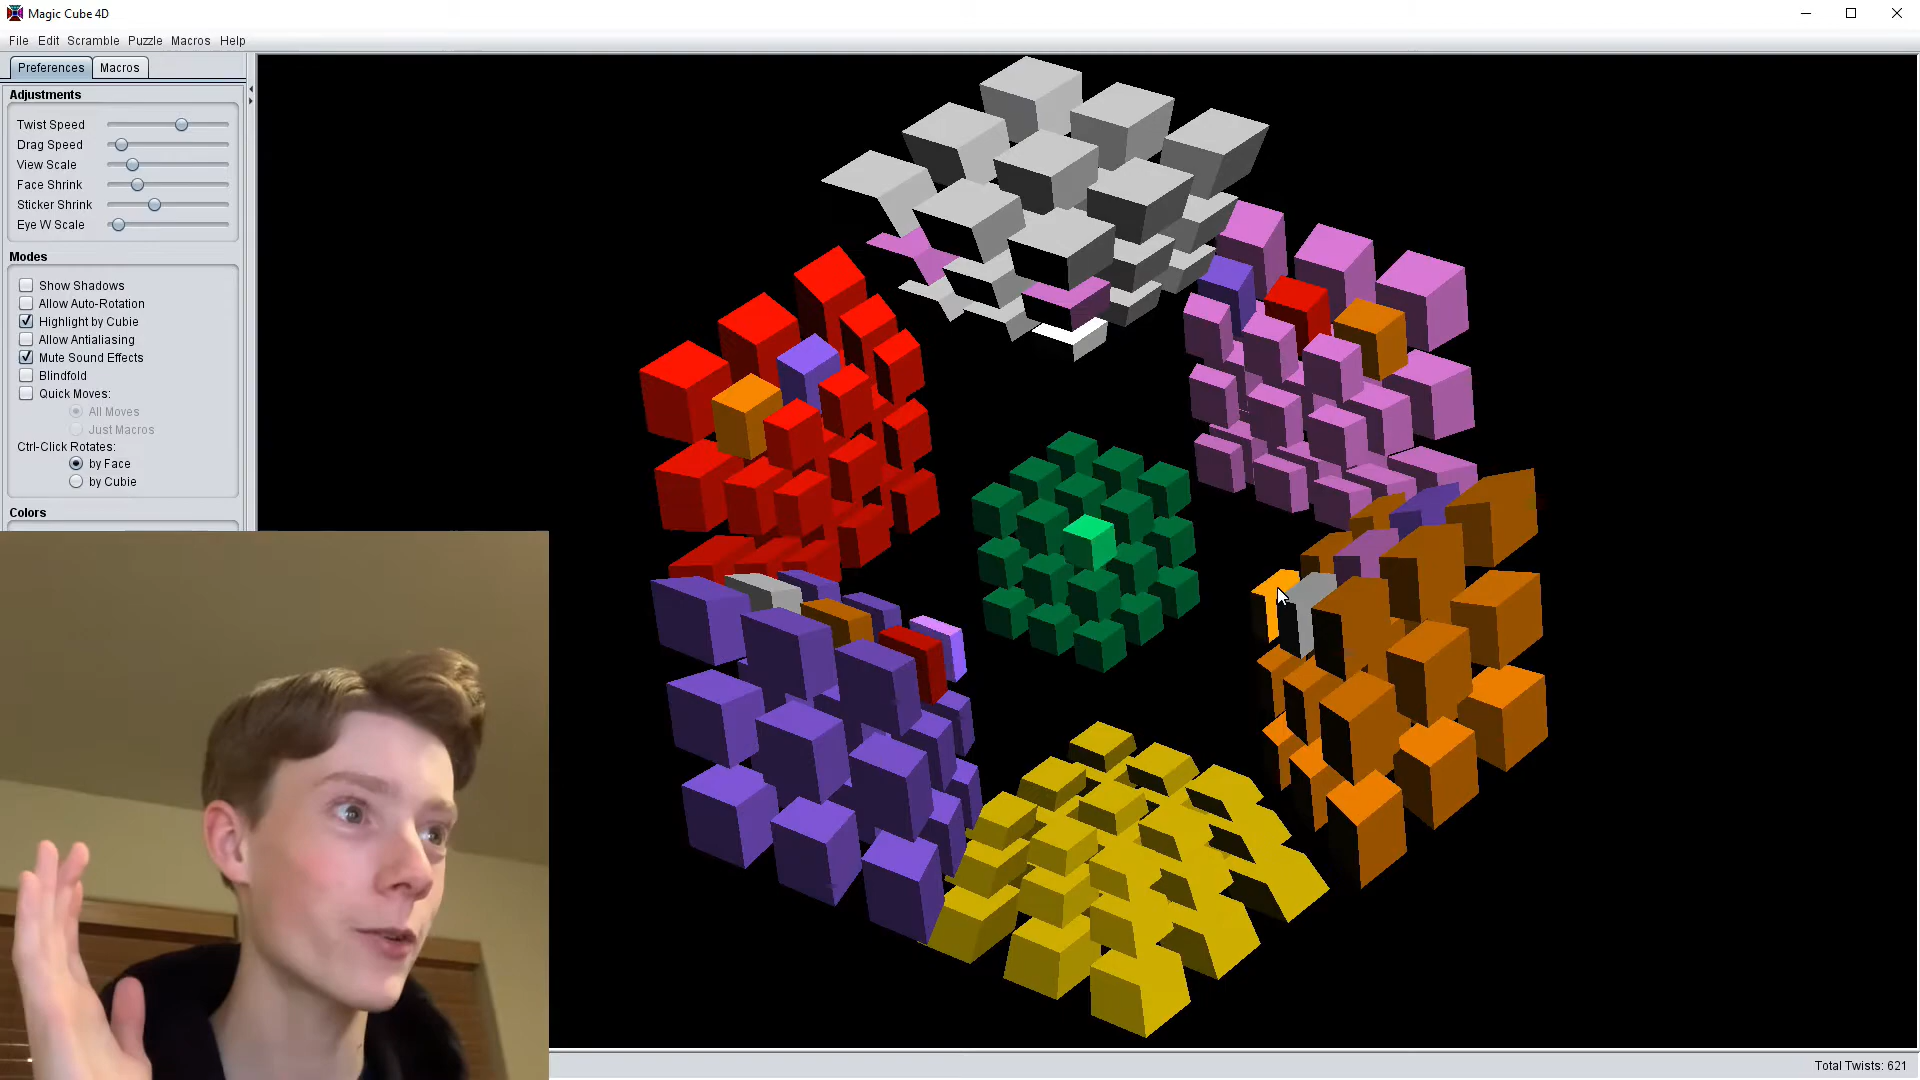 Magic Cube 4D
File Edit Scramble Puzzle Macros Help
Preferences Macros
Adjustments
Twist Speed
Drag Speed
View Scale
Face Shrink
Sticker Shrink
Eye W Scale
Modes
Show Shadows
Allow Auto-Rotation
Highlight by Cubie
Allow Antialiasing
Mute Sound Effects
Blindfold
Quick Moves:
All Moves
Just Macros
Ctrl-Click Rotates:
by Face
by Cubie
Colors
Total Twists: 621